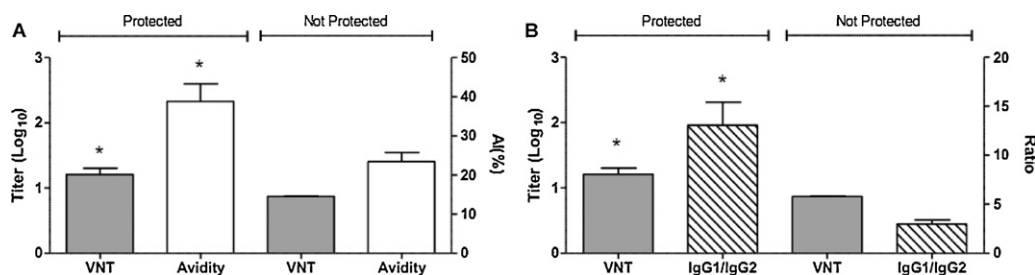 Protected
Not Protected
A
3
2
1
0
Titer (Log10)
*
*
50
40
30
20
10
0
AI(%)
VNT
Avidity
VNT
Avidity
Protected
Not Protected
B
3
2
1
0
Titer (Log10)
*
*
20
15
10
5
0
Ratio
VNT
IgG1/IgG2
VNT
IgG1/IgG2